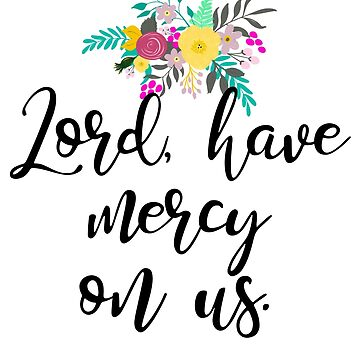 Lord, have
mercy
on us.